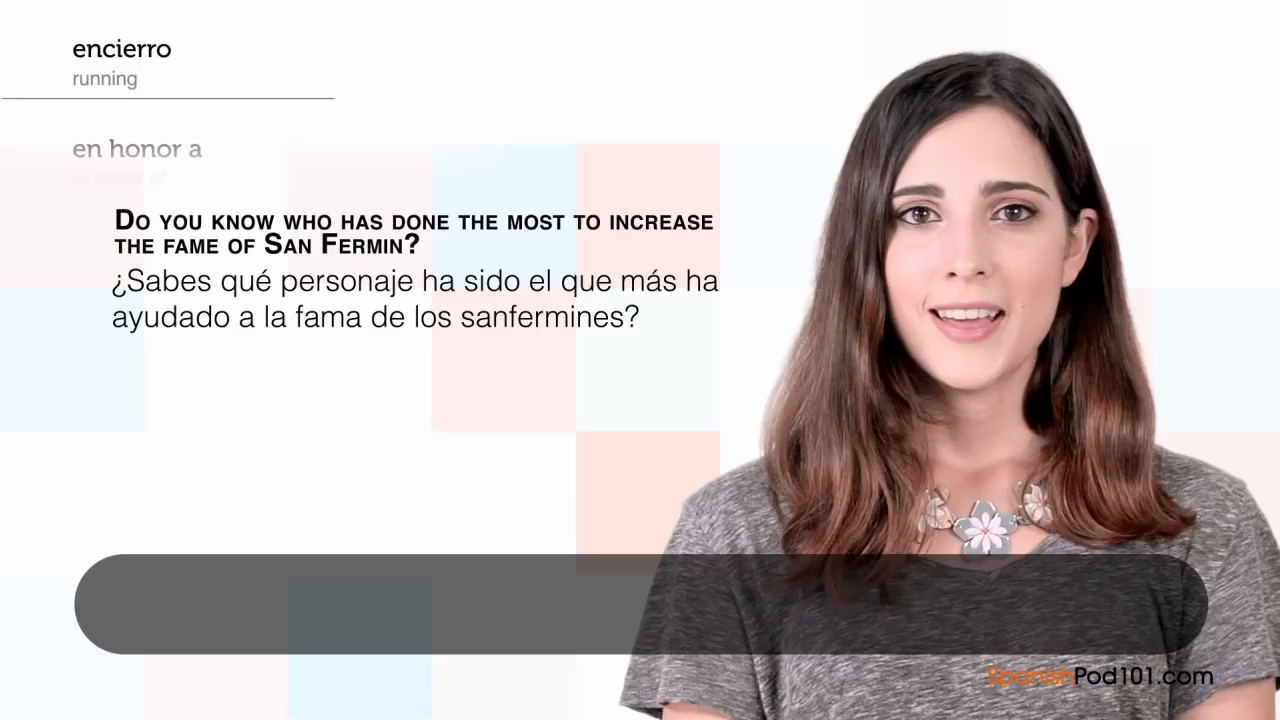 encierro
running
en honor a
Do you know who has done the most to increase
the fame of San Fermin?
¿Sabes qué personaje ha sido el que más ha
ayudado a la fama de los sanfermines?
SpanishPod101.com